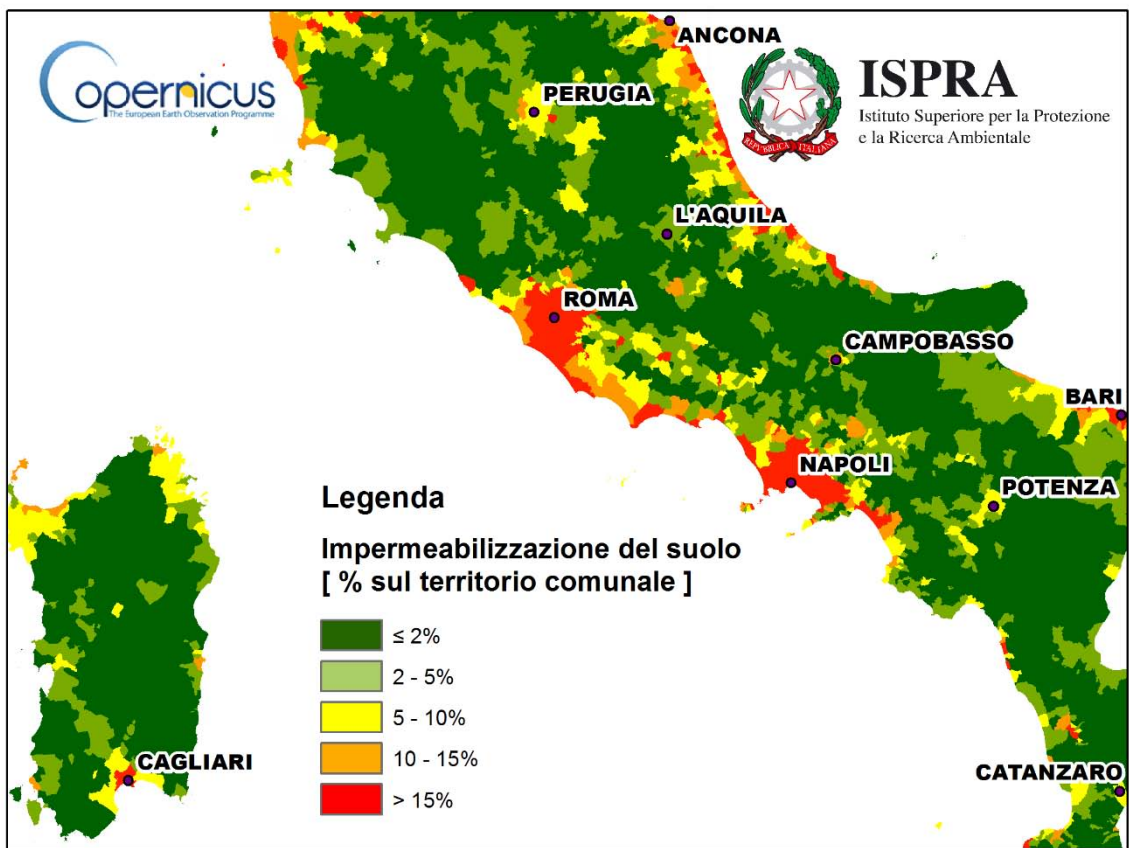 Copernicus
The European Earth Observation Programme
ISPRA
Istituto Superiore per la Protezione
e la Ricerca Ambientale
REPVBBLICA ITALIANA
ANCONA
PERUGIA
L'AQUILA
ROMA
CAMPOBASSO
BARI
NAPOLI
POTENZA
CAGLIARI
CATANZARO
Legenda
Impermeabilizzazione del suolo
[ % sul territorio comunale ]
≤ 2%
2 - 5%
5 - 10%
10 - 15%
> 15%